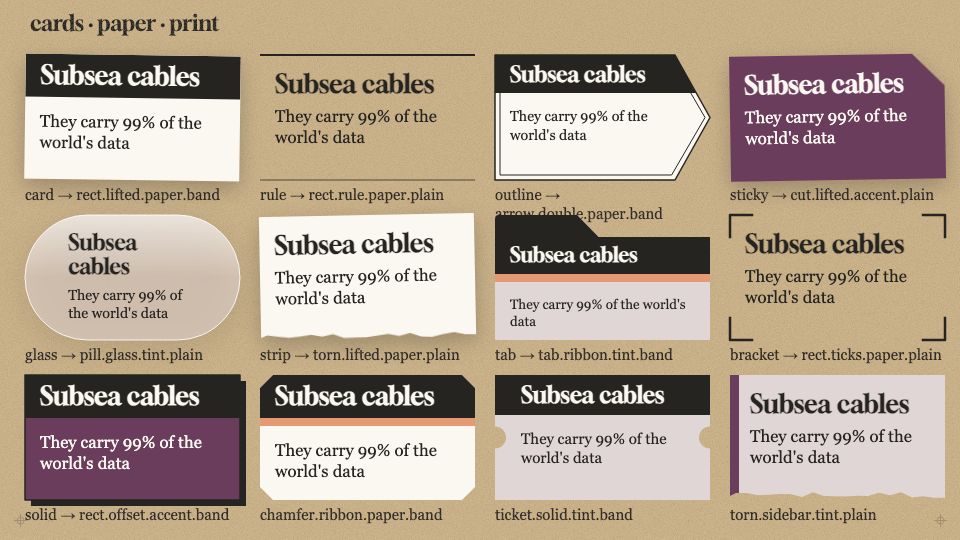 cards · paper · print
Subsea cables
They carry 99% of the
world's data
card → rect.lifted.paper.band
Subsea cables
They carry 99% of the
world's data
rule → rect.rule.paper.plain
Subsea cables
They carry 99% of the
world's data
outline →
arrow.double.paper.band
Subsea cables
They carry 99% of the
world's data
sticky → cut.lifted.accent.plain
Subsea
cables
They carry 99% of
the world's data
glass → pill.glass.tint.plain
Subsea cables
They carry 99% of the
world's data
strip → torn.lifted.paper.plain
Subsea cables
They carry 99% of the world's
data
tab → tab.ribbon.tint.band
Subsea cables
They carry 99% of the
world's data
bracket → rect.ticks.paper.plain
Subsea cables
They carry 99% of the
world's data
solid → rect.offset.accent.band
Subsea cables
They carry 99% of the
world's data
chamfer.ribbon.paper.band
Subsea cables
They carry 99% of the
world's data
ticket.solid.tint.band
Subsea cables
They carry 99% of the
world's data
torn.sidebar.tint.plain